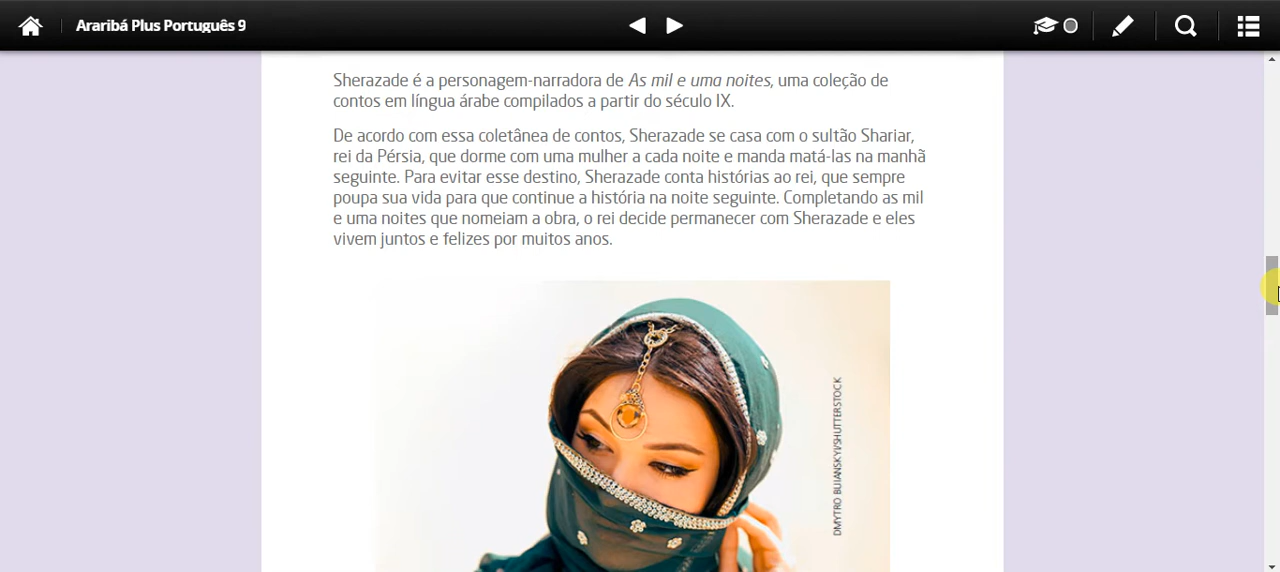 Araribá Plus Português 9
Sherazade é a personagem-narradora de As mil e uma noites, uma coleção de
contos em língua árabe compilados a partir do século IX.
De acordo com essa coletânea de contos, Sherazade se casa com o sultão Shariar,
rei da Pérsia, que dorme com uma mulher a cada noite e manda matá-las na manhã
seguinte. Para evitar esse destino, Sherazade conta histórias ao rei, que sempre
poupa sua vida para que continue a história na noite seguinte. Completando as mil
e uma noites que nomeiam a obra, o rei decide permanecer com Sherazade e eles
vivem juntos e felizes por muitos anos.
DMYTRO BUIANSKYI/SHUTTERSTOCK